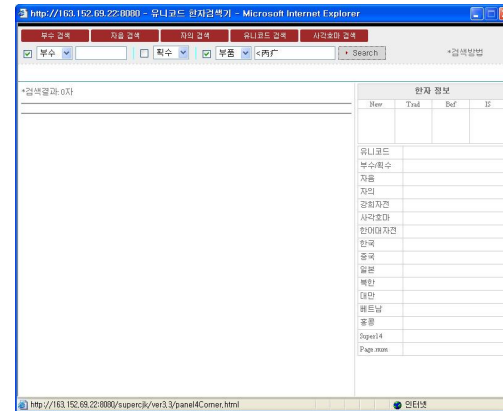 http://163.152.69.22:8080 - 유니코드 한자검색기 - Microsoft Internet Explorer
부수 검색 자음 검색 자의 검색 유니코드 검색 사각호마 검색
부수 획수 부품 <丙疒 Search *검색방법
*검색결과: 0자
한자 정보
New Trad Bef IS
유니코드
부수/획수
자음
자의
강희자전
사각호마
한어대자전
한국
중국
일본
북한
대만
베트남
홍콩
Super14
Page.num
http://163.152.69.22:8080/supercjk/ver3.3/panel4Corner.html 인터넷